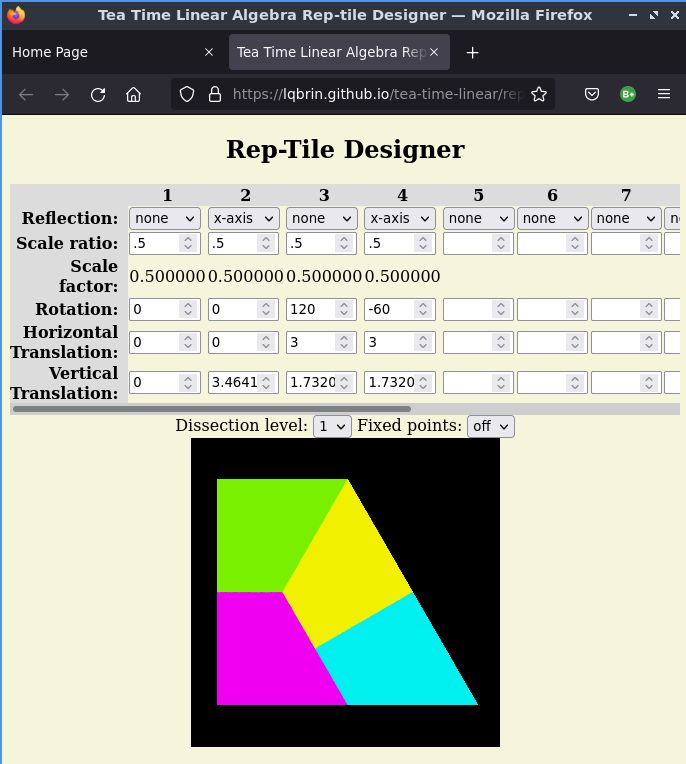 Tea Time Linear Algebra Rep-tile Designer — Mozilla Firefox
Home Page × Tea Time Linear Algebra Rep × +
https://lqbrin.github.io/tea-time-linear/rep
Rep-Tile Designer
1 2 3 4 5 6 7
Reflection: none x-axis none x-axis none none none
Scale ratio: .5 .5 .5 .5
Scale
factor: 0.500000 0.500000 0.500000 0.500000
Rotation: 0 0 120 -60
Horizontal
Translation: 0 0 3 3
Vertical
Translation: 0 3.4641 1.7320 1.7320
Dissection level: 1 Fixed points: off